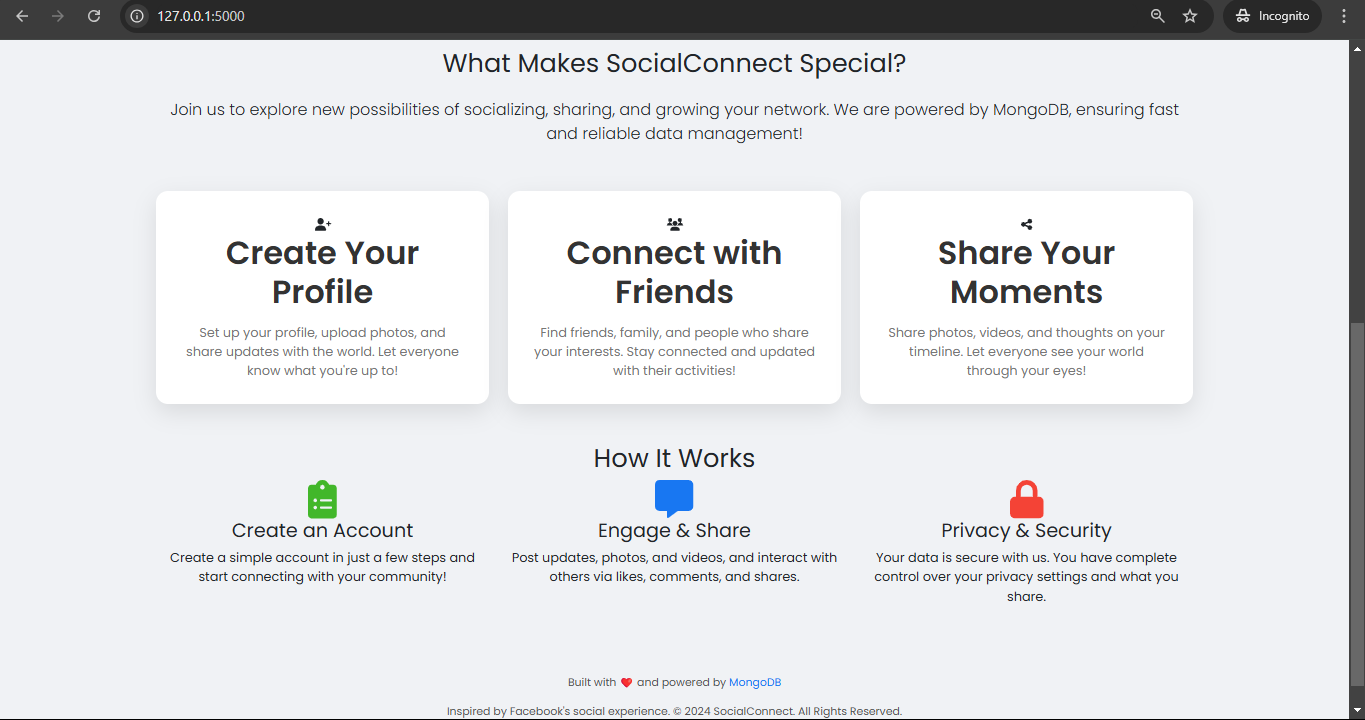 127.0.0.1:5000
Incognito
What Makes SocialConnect Special?
Join us to explore new possibilities of socializing, sharing, and growing your network. We are powered by MongoDB, ensuring fast
and reliable data management!
Create Your
Profile
Set up your profile, upload photos, and
share updates with the world. Let everyone
know what you're up to!
Connect with
Friends
Find friends, family, and people who share
your interests. Stay connected and updated
with their activities!
Share Your
Moments
Share photos, videos, and thoughts on your
timeline. Let everyone see your world
through your eyes!
How It Works
Create an Account
Create a simple account in just a few steps and
start connecting with your community!
Engage & Share
Post updates, photos, and videos, and interact with
others via likes, comments, and shares.
Privacy & Security
Your data is secure with us. You have complete
control over your privacy settings and what you
share.
Built with ❤️ and powered by MongoDB
Inspired by Facebook's social experience. © 2024 SocialConnect. All Rights Reserved.